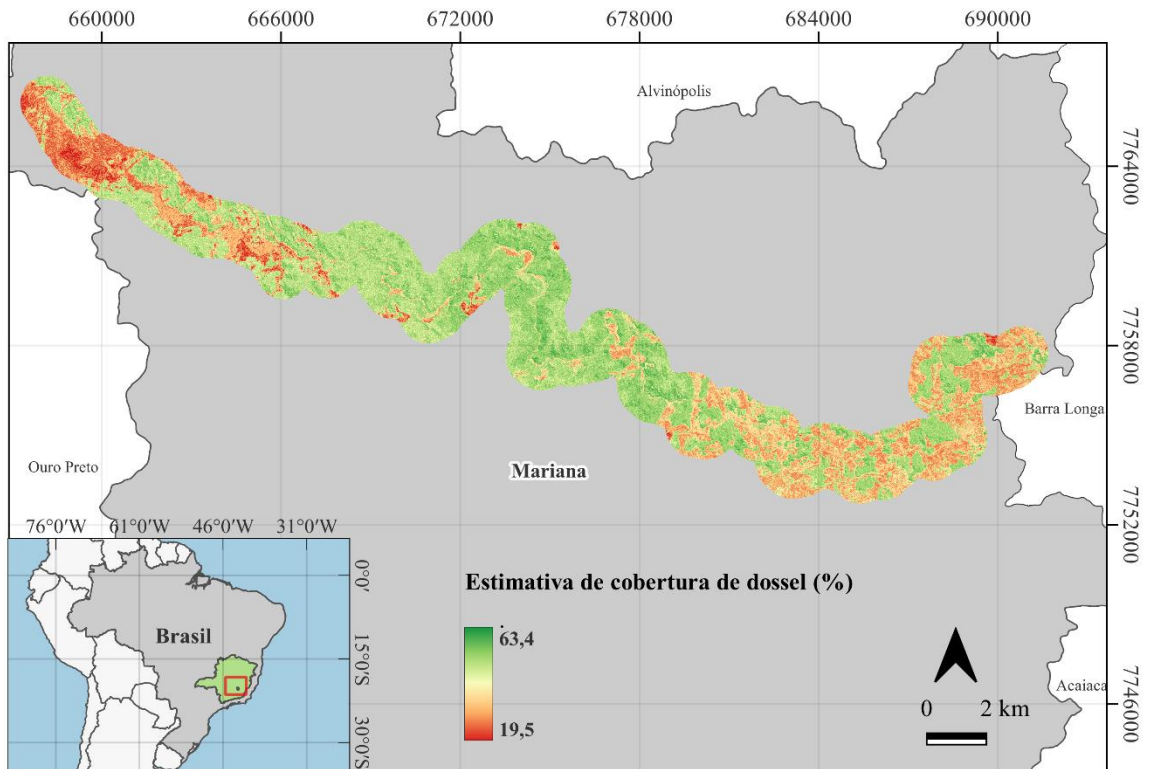 660000 666000 672000 678000 684000 690000
Alvinópolis
7764000
7758000
Barra Longa
Ouro Preto
Mariana
7752000
76°0'W 61°0'W 46°0'W 31°0'W
0°0'
15°0'S
30°0'S
Brasil
Estimativa de cobertura de dossel (%)
63,4
19,5
0 2 km
Acaiaca
7746000